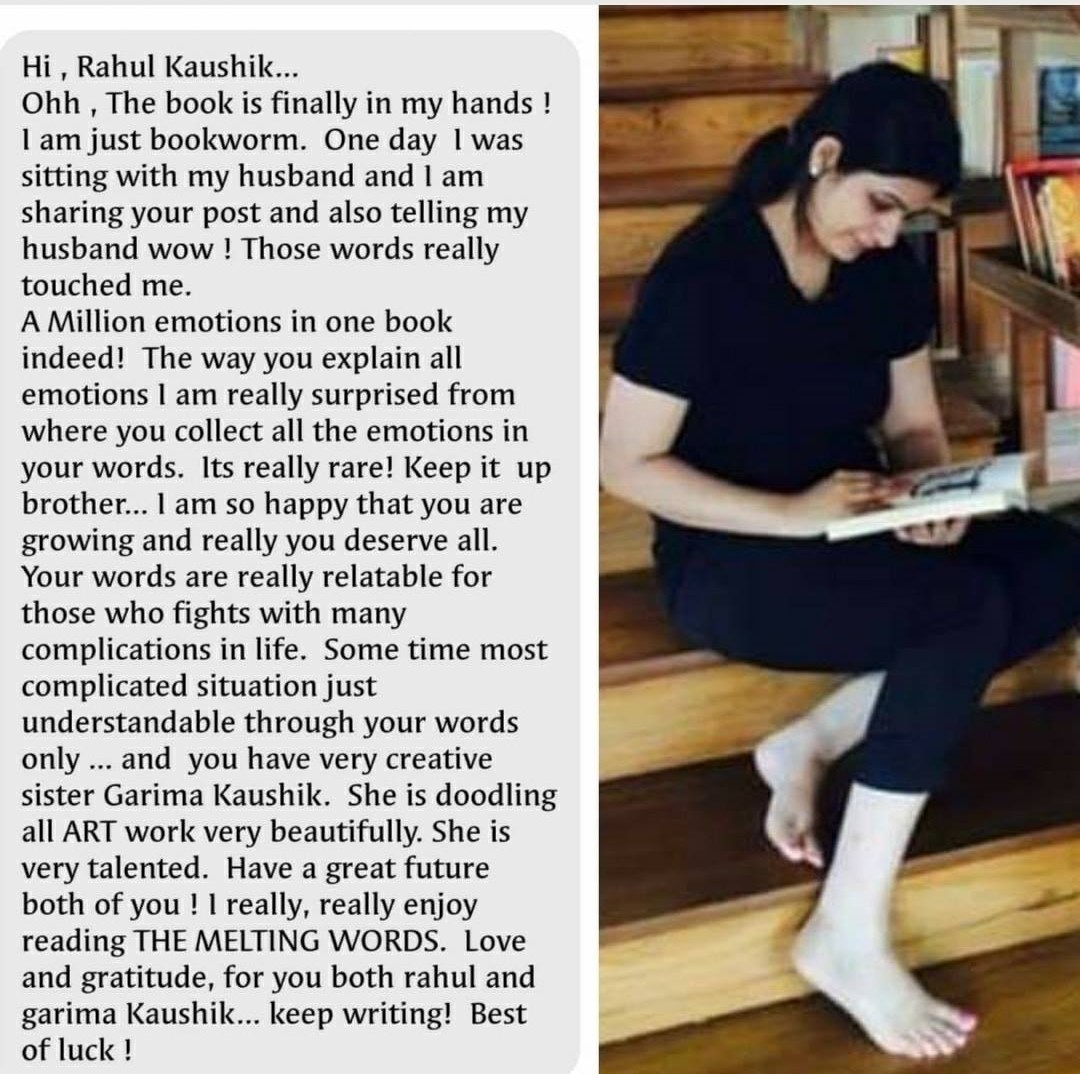 Hi , Rahul Kaushik...
Ohh , The book is finally in my hands !
I am just bookworm.  One day  I was
sitting with my husband and I am
sharing your post and also telling my
husband wow ! Those words really
touched me.
A Million emotions in one book
indeed!  The way you explain all
emotions I am really surprised from
where you collect all the emotions in
your words.  Its really rare! Keep it  up
brother... I am so happy that you are
growing and really you deserve all.
Your words are really relatable for
those who fights with many
complications in life.  Some time most
complicated situation just
understandable through your words
only ... and  you have very creative
sister Garima Kaushik.  She is doodling
all ART work very beautifully. She is
very talented.  Have a great future
both of you ! I really, really enjoy
reading THE MELTING WORDS.  Love
and gratitude, for you both rahul and
garima Kaushik... keep writing!  Best
of luck !